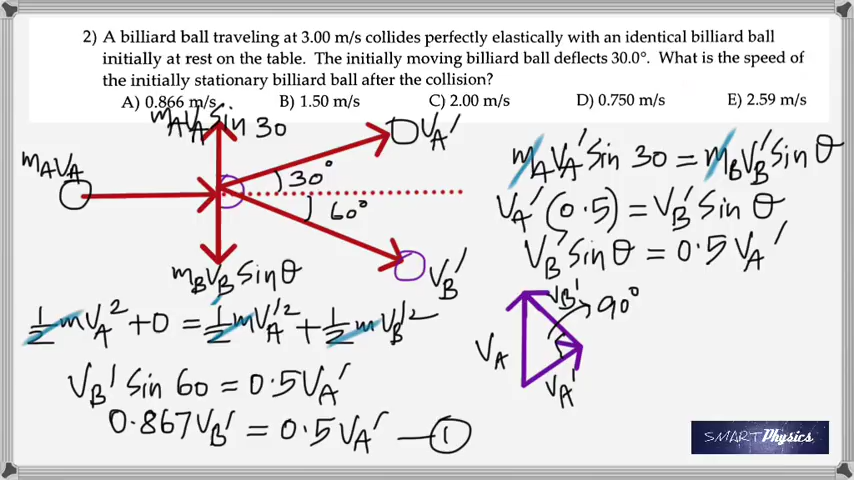 2) A billiard ball traveling at 3.00 m/s collides perfectly elastically with an identical billiard ball
initially at rest on the table. The initially moving billiard ball deflects 30.0°. What is the speed of
the initially stationary billiard ball after the collision?
A) 0.866 m/s B) 1.50 m/s C) 2.00 m/s D) 0.750 m/s E) 2.59 m/s
mAVA Sin 30
VA'
mAVA
30°
60°
mBVB' Sin θ
VB'
1/2 mVA² + 0 = 1/2 mVA'² + 1/2 mVB'²
VB' Sin 60 = 0.5VA'
0.867VB' = 0.5VA' — 1
mAVA' Sin 30 = mBVB' Sin θ
VA' (0.5) = VB' Sin θ
VB' Sin θ = 0.5VA'
VB'
90°
VA
VA'
SMART Physics